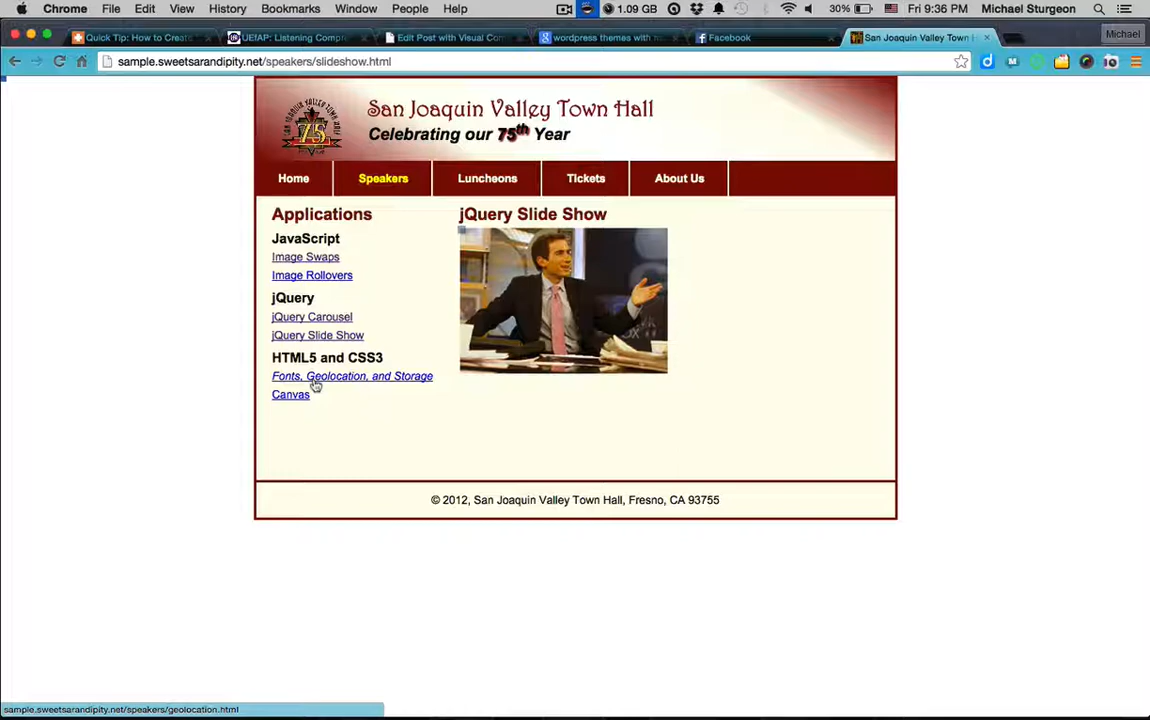 Chrome File Edit View History Bookmarks Window People Help 1.09 GB 30% Fri 9:36 PM Michael Sturgeon
Quick Tip: How to Create UEIAP: Listening Compre Edit Post with Visual Com wordpress themes with Facebook San Joaquin Valley Town H Michael
sample.sweetsarandipity.net/speakers/slideshow.html
75
San Joaquin Valley Town Hall
Celebrating our 75th Year
Home Speakers Luncheons Tickets About Us
Applications
JavaScript
Image Swaps
Image Rollovers
jQuery
jQuery Carousel
jQuery Slide Show
HTML5 and CSS3
Fonts, Geolocation, and Storage
Canvas
jQuery Slide Show
© 2012, San Joaquin Valley Town Hall, Fresno, CA 93755
sample.sweetsarandipity.net/speakers/geolocation.html